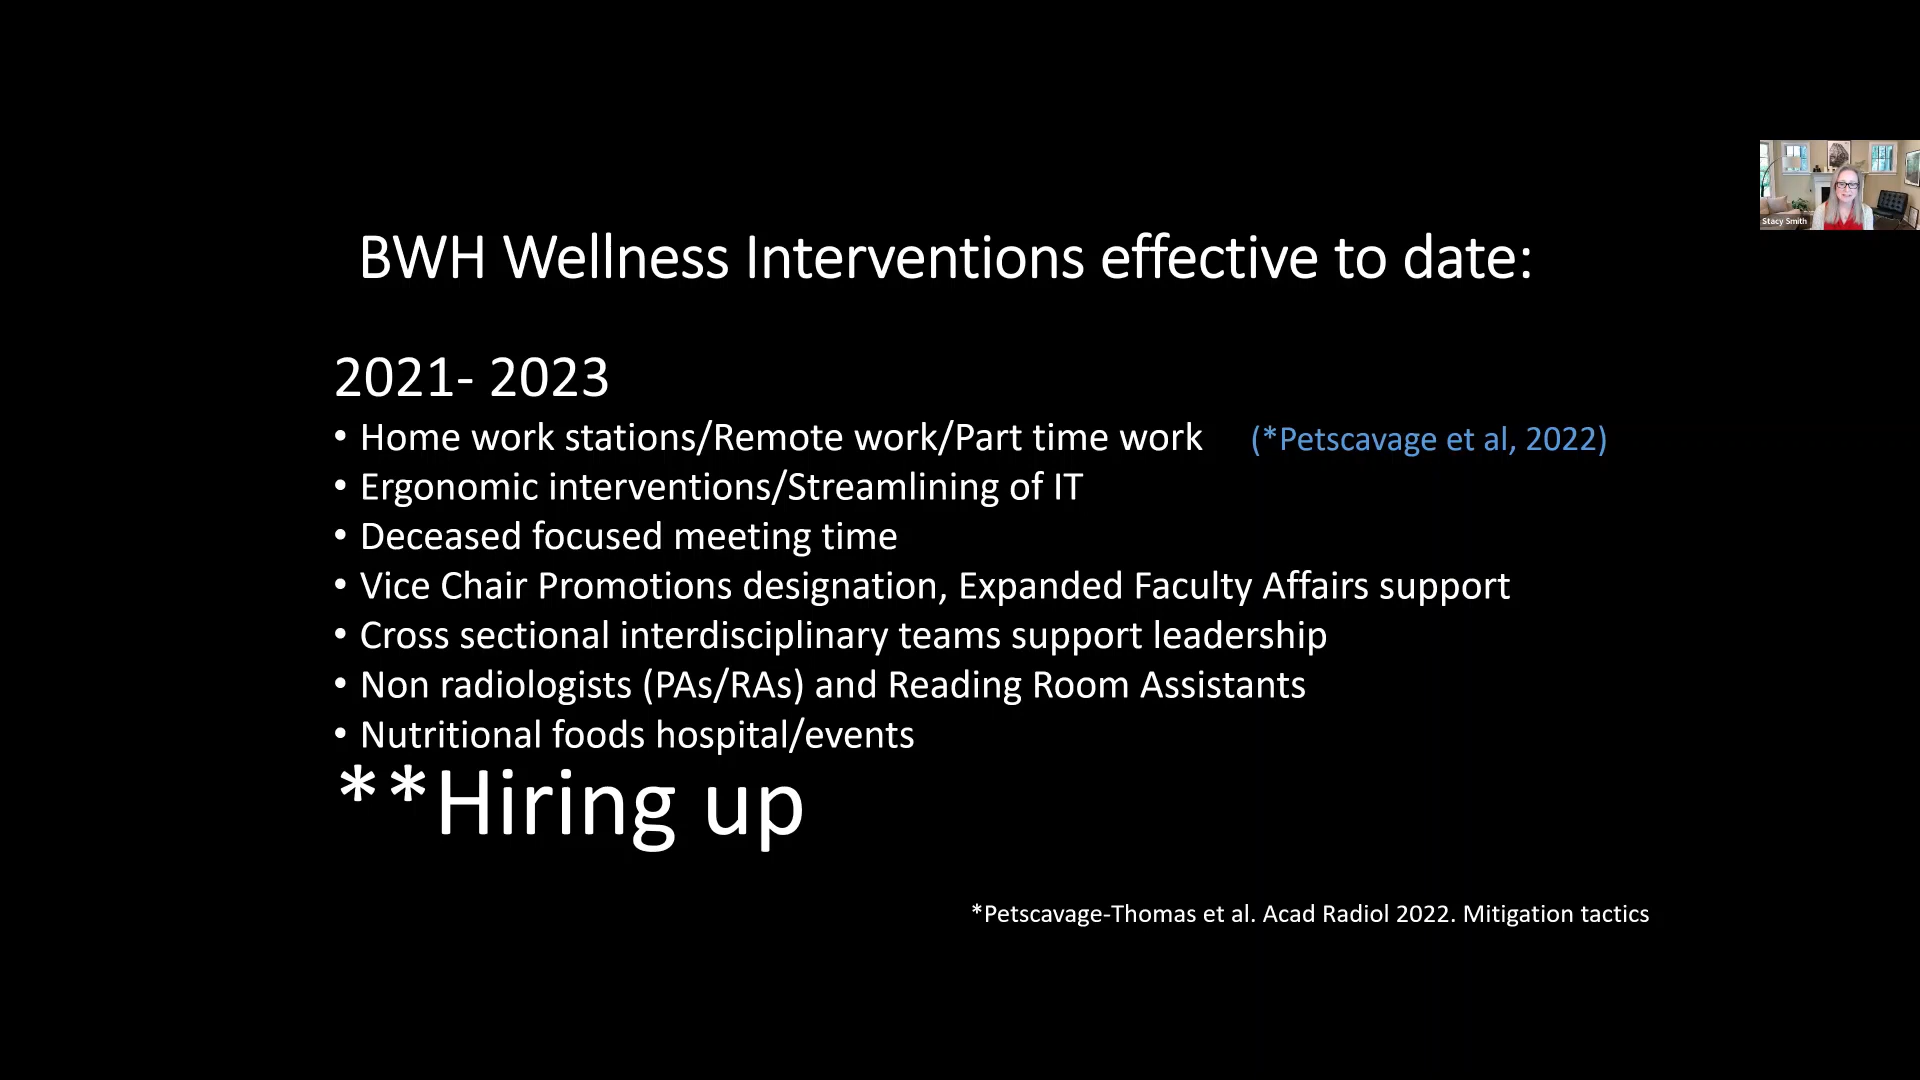 Stacy Smith
BWH Wellness Interventions effective to date:
2021- 2023
• Home work stations/Remote work/Part time work (*Petscavage et al, 2022)
• Ergonomic interventions/Streamlining of IT
• Deceased focused meeting time
• Vice Chair Promotions designation, Expanded Faculty Affairs support
• Cross sectional interdisciplinary teams support leadership
• Non radiologists (PAs/RAs) and Reading Room Assistants
• Nutritional foods hospital/events
**Hiring up
*Petscavage-Thomas et al. Acad Radiol 2022. Mitigation tactics